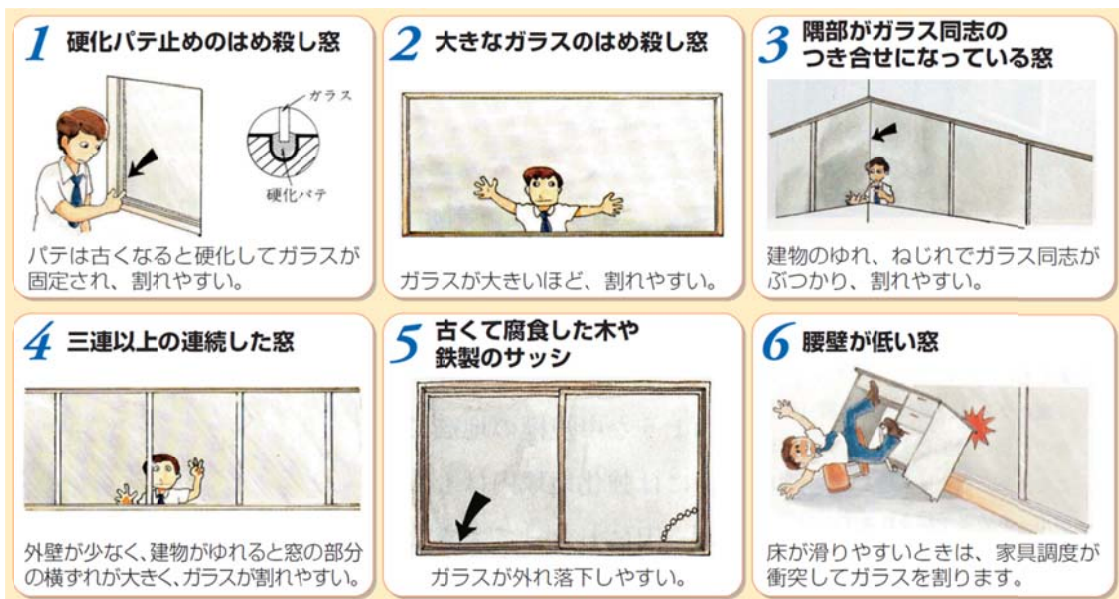 1 硬化パテ止めのはめ殺し窓
ガラス
硬化パテ
パテは古くなると硬化してガラスが
固定され、割れやすい。
2 大きなガラスのはめ殺し窓
ガラスが大きいほど、割れやすい。
3 隅部がガラス同志の
つき合せになっている窓
建物のゆれ、ねじれでガラス同志が
ぶつかり、割れやすい。
4 三連以上の連続した窓
外壁が少なく、建物がゆれると窓の部分
の横ずれが大きく、ガラスが割れやすい。
5 古くて腐食した木や
鉄製のサッシ
ガラスが外れ落下しやすい。
6 腰壁が低い窓
床が滑りやすいときは、家具調度が
衝突してガラスを割ります。